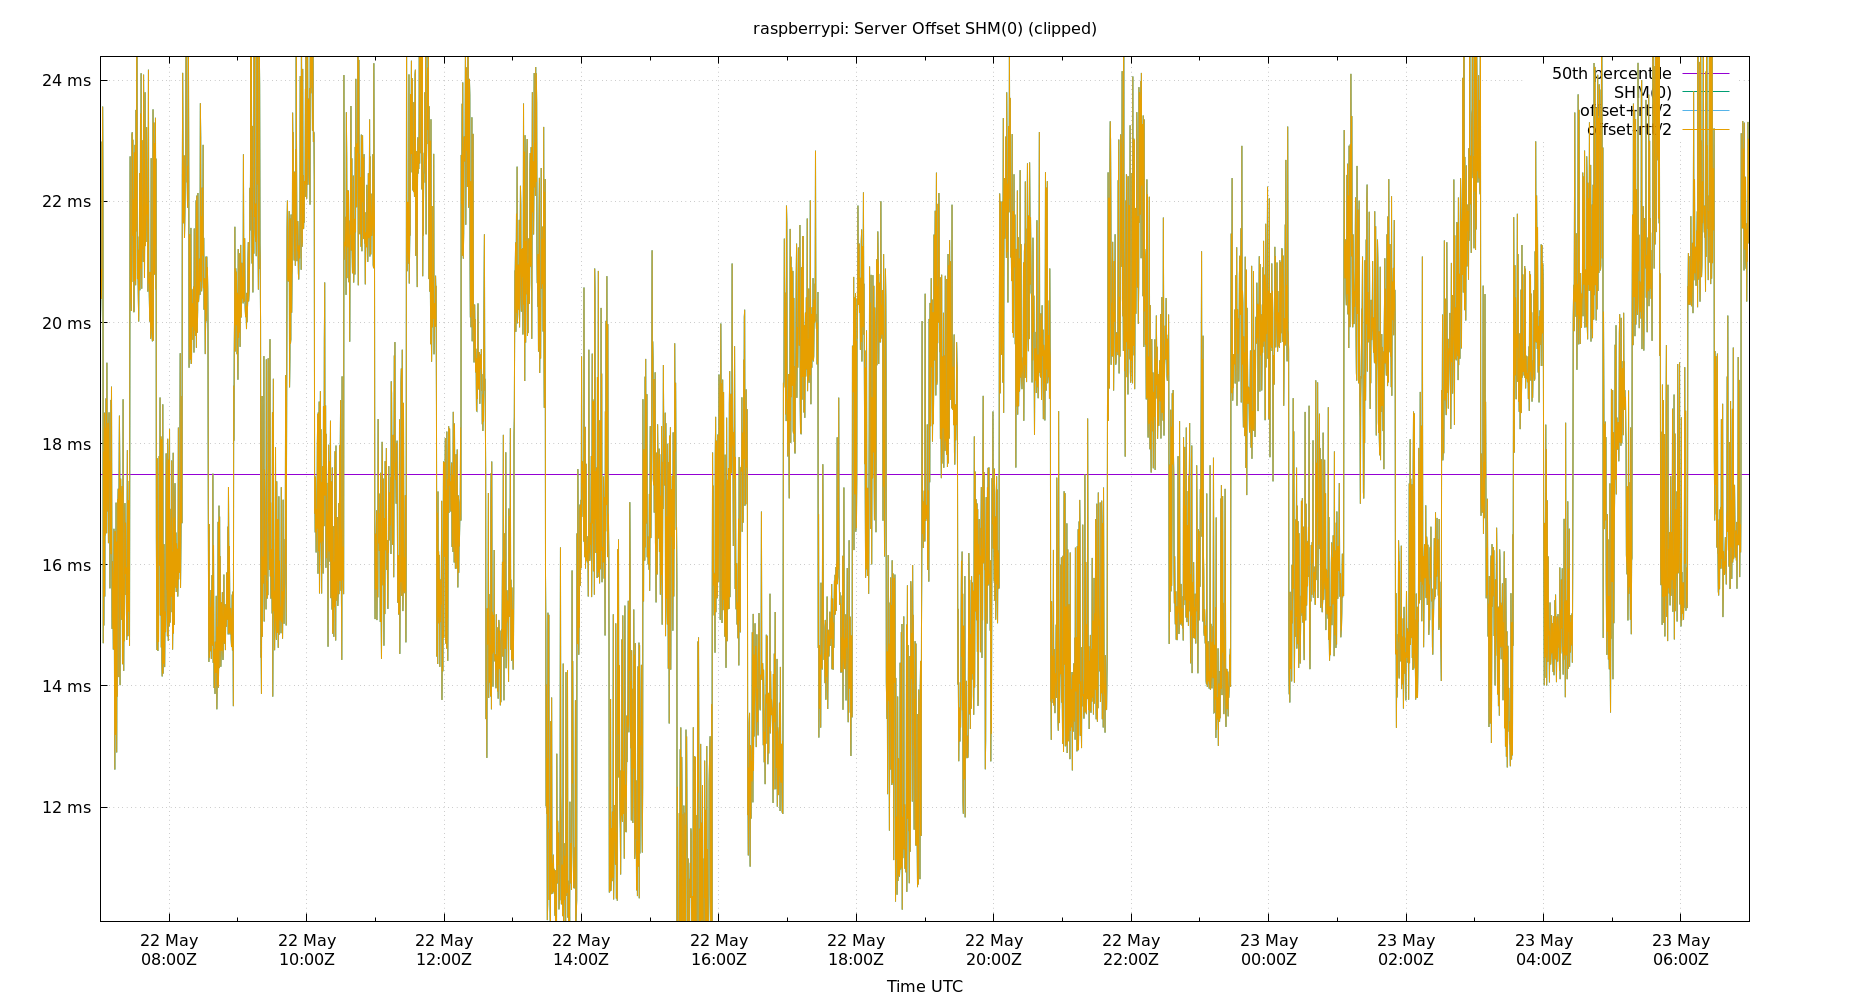 raspberrypi: Server Offset SHM(0) (clipped)
24 ms
22 ms
20 ms
18 ms
16 ms
14 ms
12 ms
50th percentile
SHM(0)
offset+rtt/2
offset-rtt/2
22 May 22 May 22 May 22 May 22 May 22 May 22 May 22 May 23 May 23 May 23 May 23 May
08:00Z 10:00Z 12:00Z 14:00Z 16:00Z 18:00Z 20:00Z 22:00Z 00:00Z 02:00Z 04:00Z 06:00Z
Time UTC